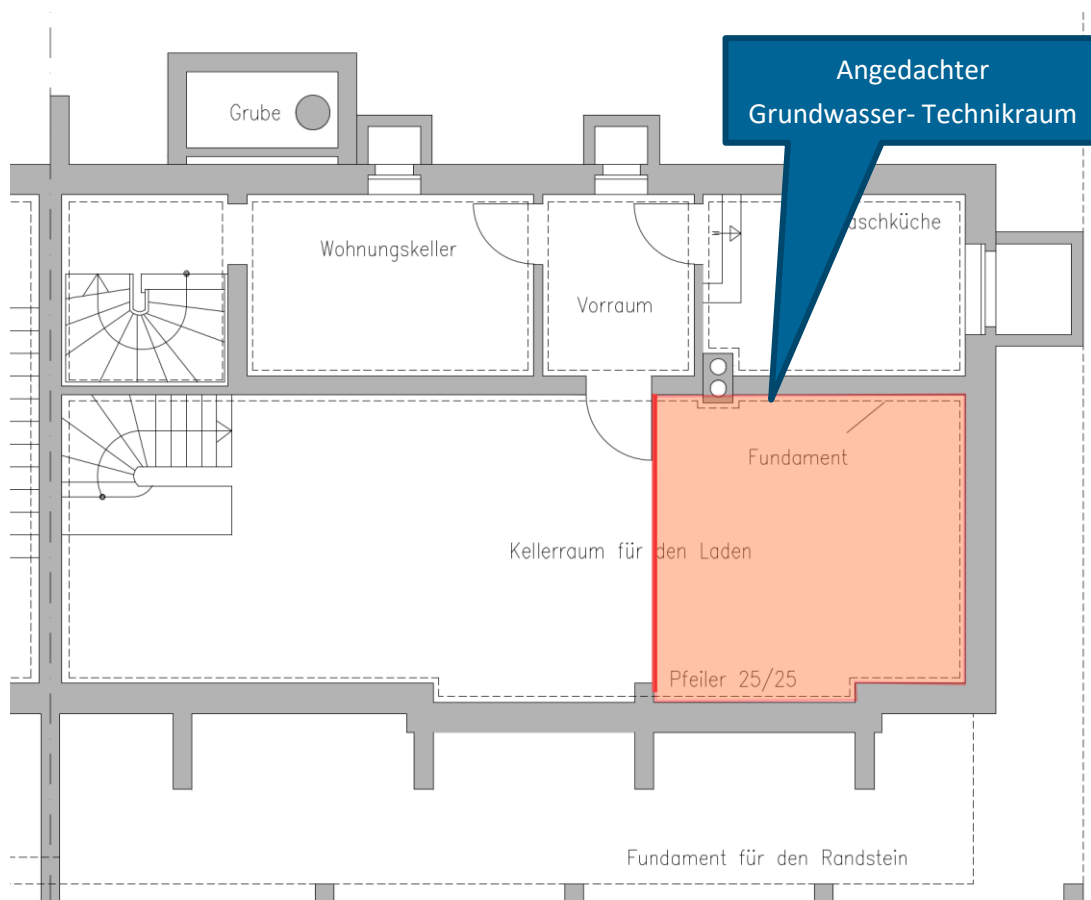 Angedachter
Grundwasser- Technikraum
Grube
Wohnungskeller
aschküche
Vorraum
Fundament
Kellerraum für den Laden
Pfeiler 25/25
Fundament für den Randstein